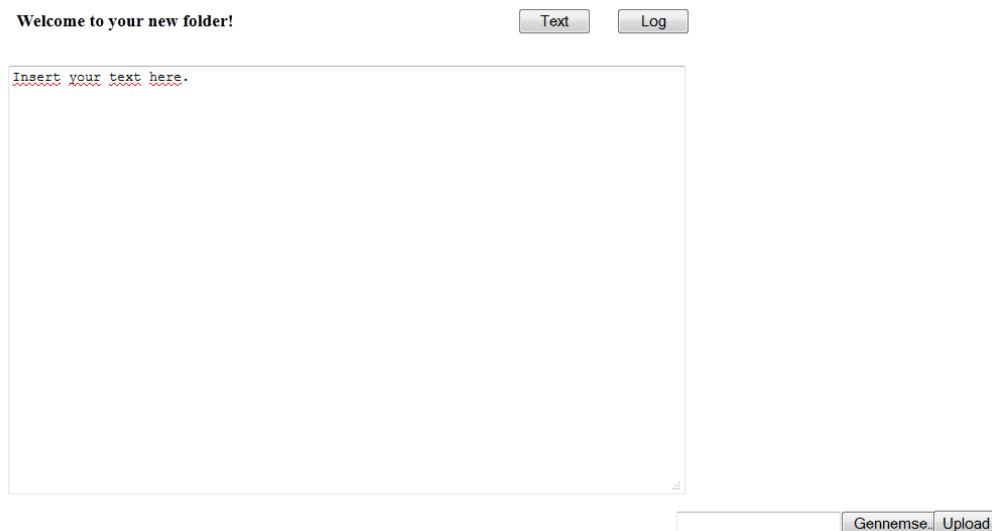 Welcome to your new folder!
Text
Log
Insert your text here.
Gennemse..
Upload